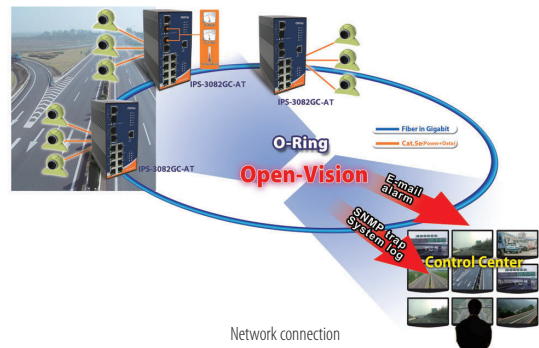 IPS-3082GC-AT
IPS-3082GC-AT
IPS-3082GC-AT
Fiber in Gigabit
Cat.5e(Power+Data)
O-Ring
Open-Vision
E-mail
alarm
SNMP trap
System log
Control Center
Network connection